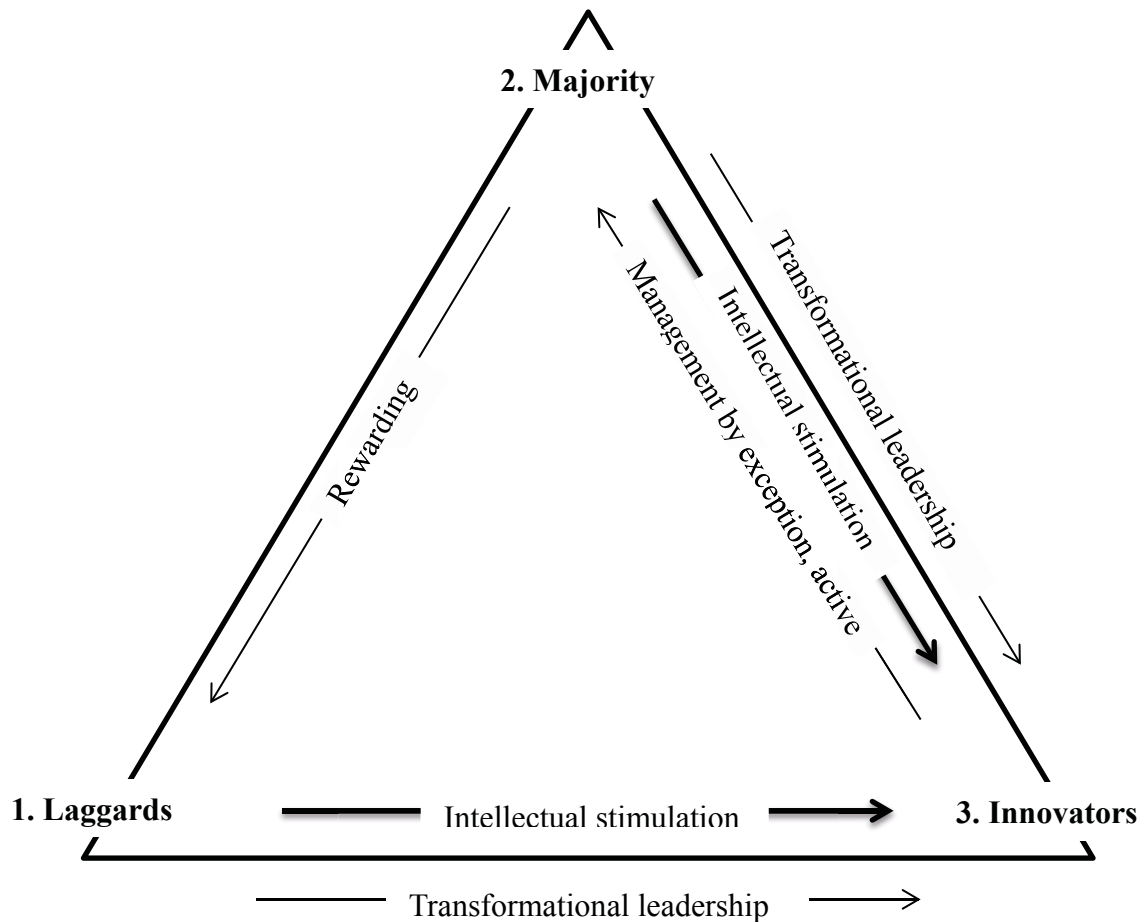 2. Majority
Transformational leadership
Intellectual stimulation
Management by exception, active
Rewarding
1. Laggards
Intellectual stimulation
3. Innovators
Transformational leadership